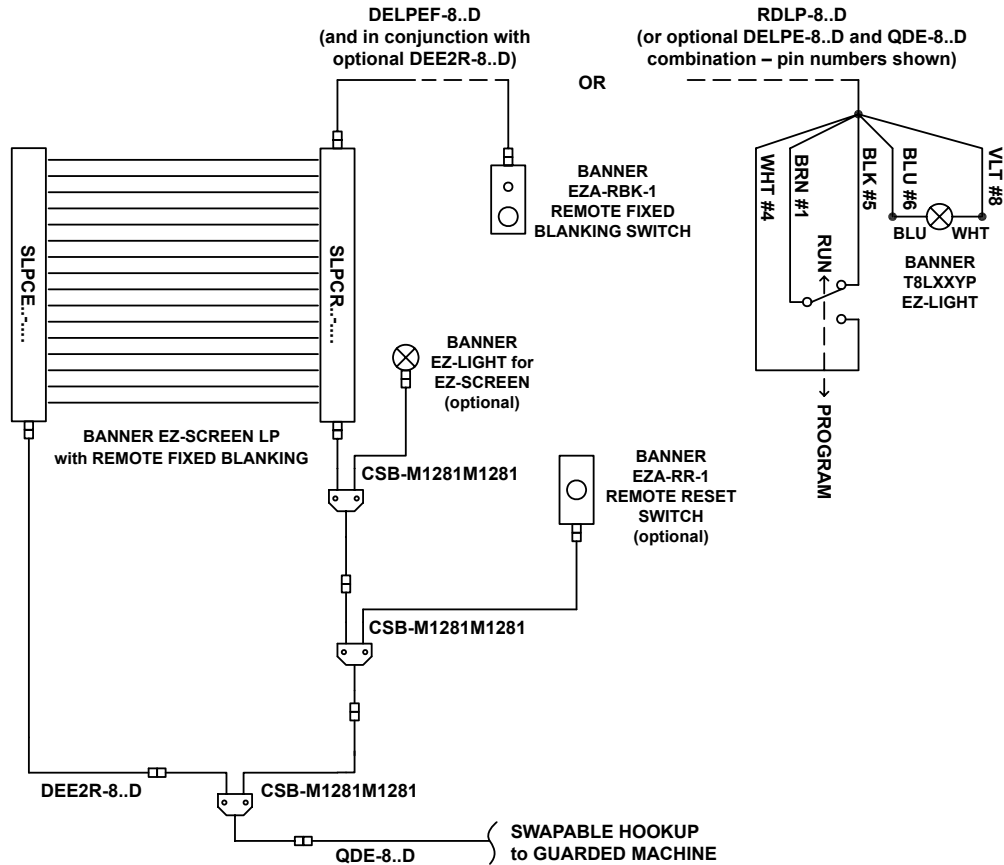 DELPEF-8..D
(and in conjunction with
optional DEE2R-8..D)
OR
RDLP-8..D
(or optional DELPE-8..D and QDE-8..D
combination – pin numbers shown)
WHT #4
BRN #1
BLK #5
BLU #6
VLT #8
BLU
WHT
BANNER
T8LXXYP
EZ-LIGHT
RUN
PROGRAM
BANNER
EZA-RBK-1
REMOTE FIXED
BLANKING SWITCH
SLPCE..."....
SLPCR..."....
BANNER EZ-SCREEN LP
with REMOTE FIXED BLANKING
BANNER
EZ-LIGHT for
EZ-SCREEN
(optional)
CSB-M1281M1281
BANNER
EZA-RR-1
REMOTE RESET
SWITCH
(optional)
CSB-M1281M1281
DEE2R-8..D
CSB-M1281M1281
QDE-8..D
SWAPABLE HOOKUP
to GUARDED MACHINE